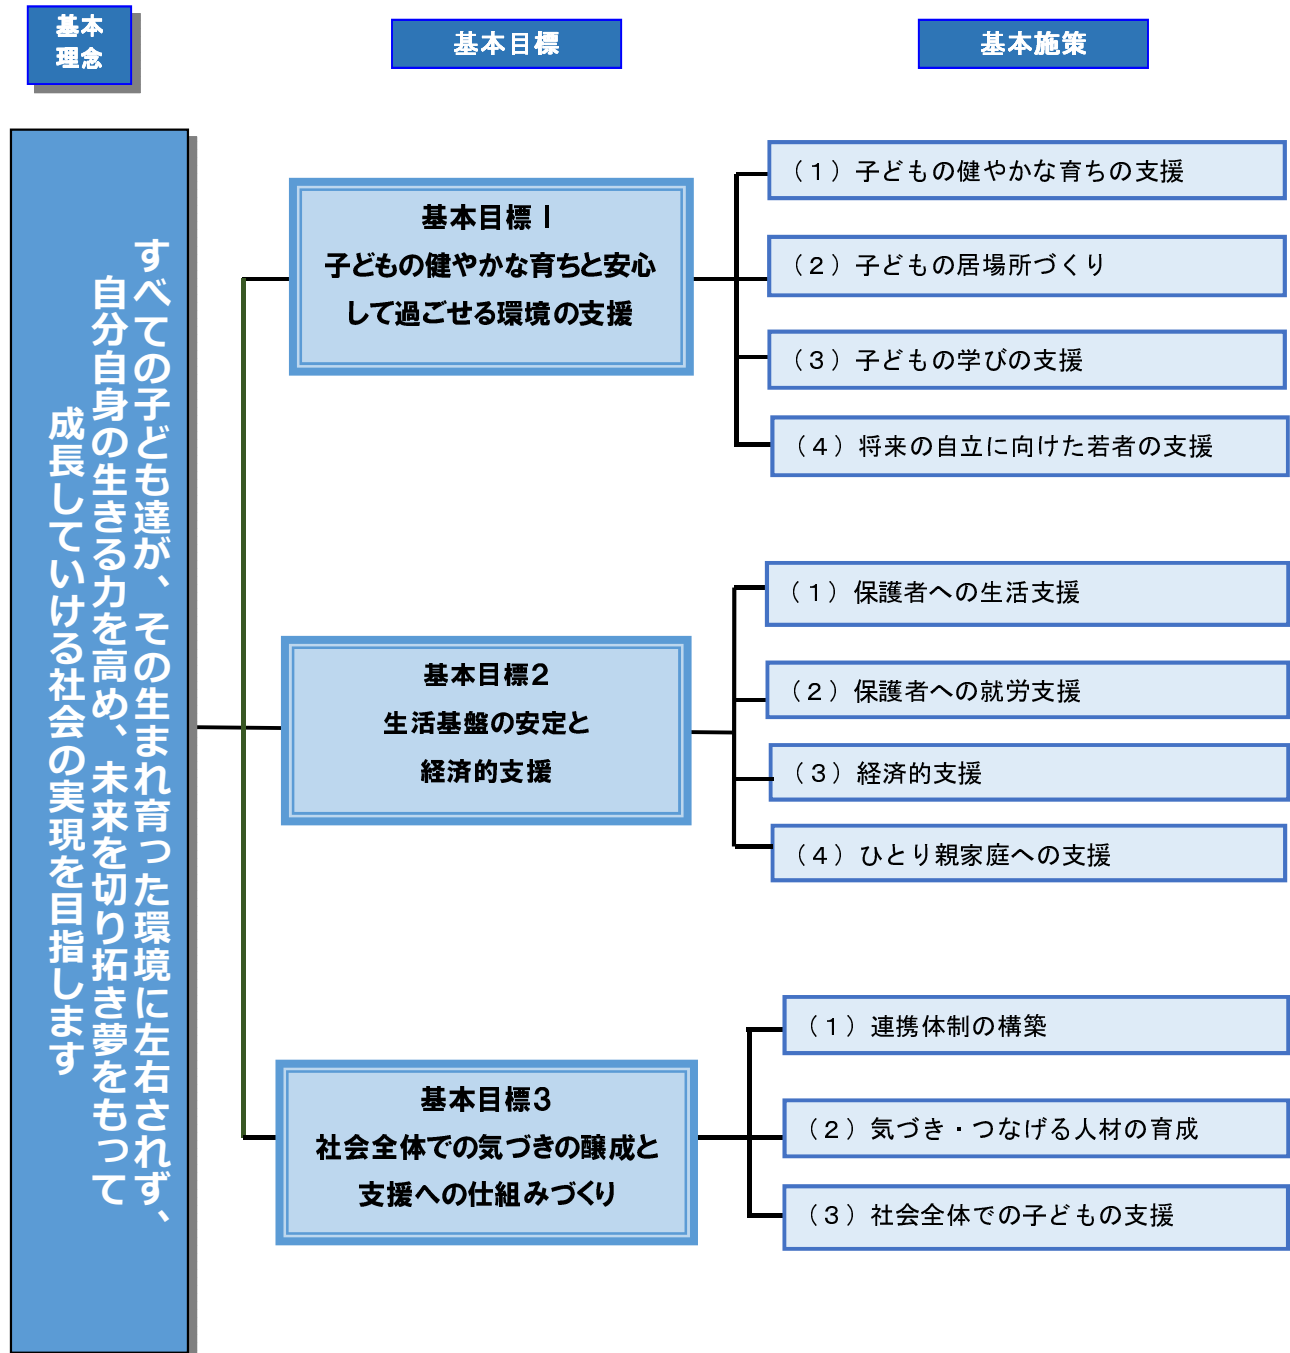 基本
理念
基本目標
基本施策
すべての子ども達が、その生まれ育った環境に左右されず、
自分自身の生きる力を高め、未来を切り拓き夢をもって
成長していける社会の実現を目指します
基本目標1
子どもの健やかな育ちと安心
して過ごせる環境の支援
（１）子どもの健やかな育ちの支援
（２）子どもの居場所づくり
（３）子どもの学びの支援
（４）将来の自立に向けた若者の支援
基本目標2
生活基盤の安定と
経済的支援
（１）保護者への生活支援
（２）保護者への就労支援
（３）経済的支援
（４）ひとり親家庭への支援
基本目標3
社会全体での気づきの醸成と
支援への仕組みづくり
（１）連携体制の構築
（２）気づき・つなげる人材の育成
（３）社会全体での子どもの支援